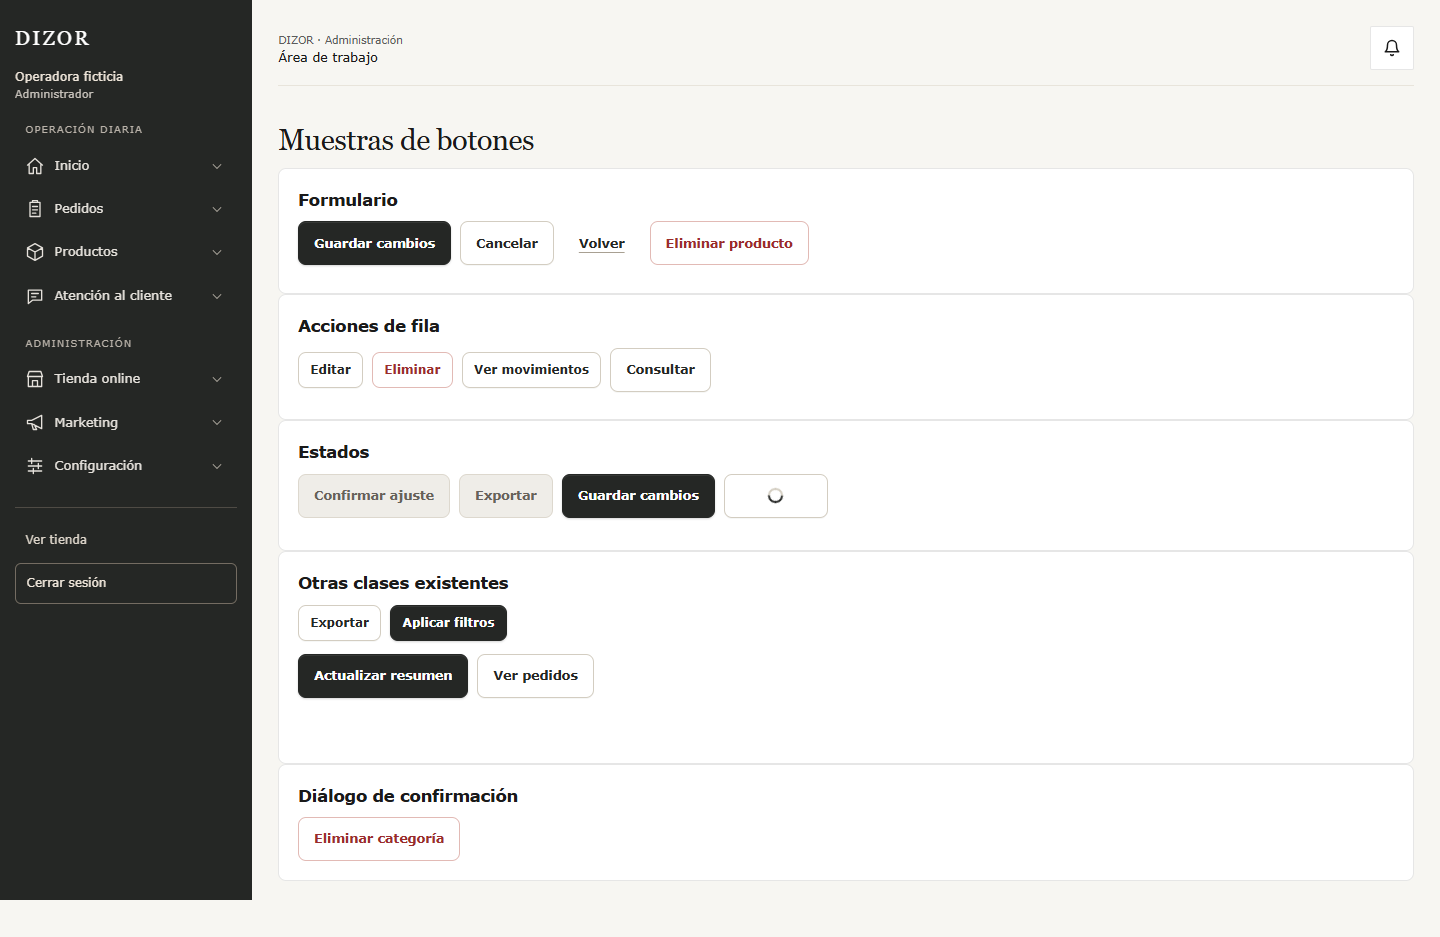 DIZOR
Operadora ficticia
Administrador
OPERACIÓN DIARIA
Inicio
Pedidos
Productos
Atención al cliente
ADMINISTRACIÓN
Tienda online
Marketing
Configuración
Ver tienda
Cerrar sesión
DIZOR · Administración
Área de trabajo
Muestras de botones
Formulario
Guardar cambios Cancelar Volver Eliminar producto
Acciones de fila
Editar Eliminar Ver movimientos Consultar
Estados
Confirmar ajuste Exportar Guardar cambios
Otras clases existentes
Exportar Aplicar filtros
Actualizar resumen Ver pedidos
Diálogo de confirmación
Eliminar categoría